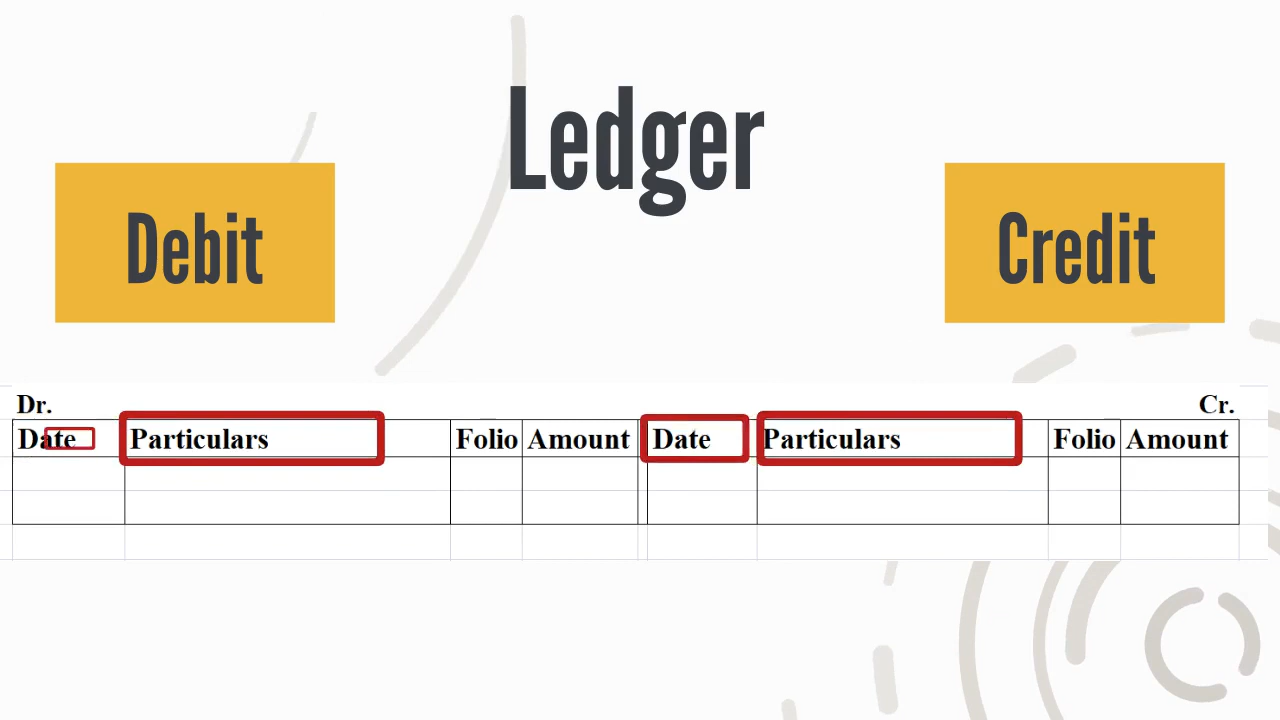 Ledger
Debit
Credit
Dr. Cr.
Date Particulars Folio Amount Date Particulars Folio Amount